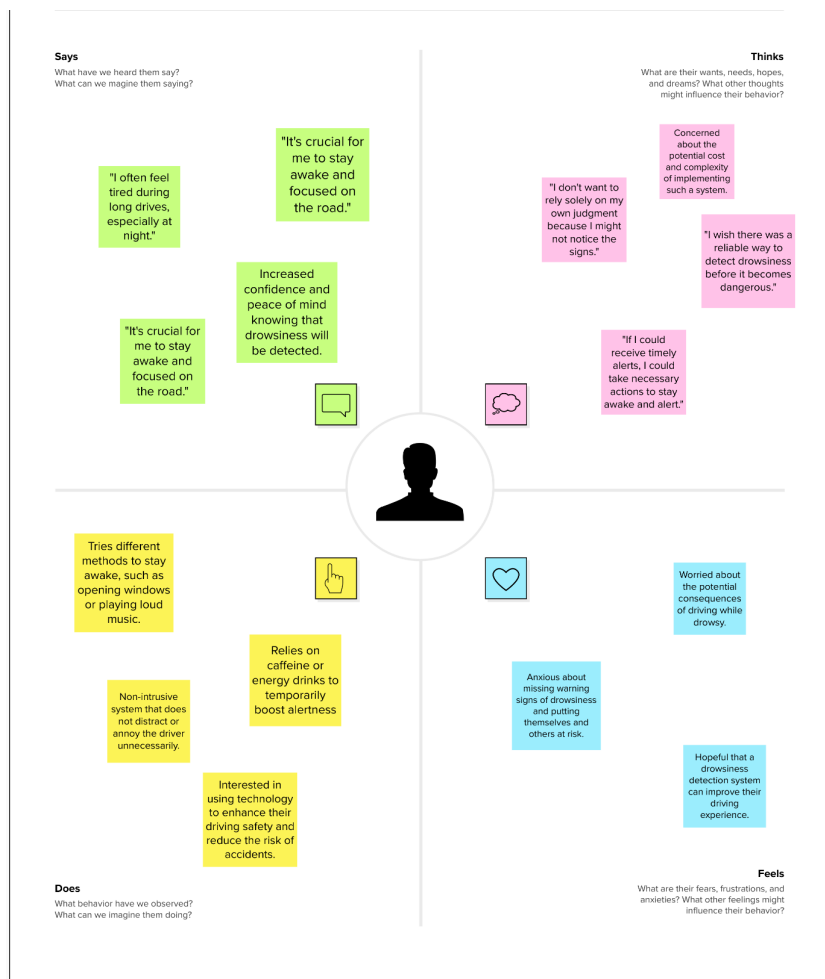 Says
What have we heard them say?
What can we magine them saying?
"It's crucial for
me to stay
awake and
focused on
the road."
"I often feel
tired during
long drives,
especially at
night."
Increased
confidence and
peace of mind
knowing that
drowsiness will
be detected.
"It's crucial for
me to stay
awake and
focused on
the road."
Thinks
What are their wants, needs, hopes,
and dreams? What other thoughts
might influence their behavior?
Concerned
about the
potential cost
and complexity
of implementing
such a system.
"I don't want to
rely solely on my
own judgment
because I might
not notice the
signs."
"I wish there was a
reliable way to
detect drowsiness
before it becomes
dangerous."
"If I could
receive timely
alerts, I could
take necessary
actions to stay
awake and alert."
Tries different
methods to stay
awake, such as
opening windows
or playing loud
music.
Relies on
caffeine or
energy drinks to
temporarily
boost alertness
Non-intrusive
system that does
not distract or
annoy the driver
unnecessarily.
Interested in
using technology
to enhance their
driving safety and
reduce the risk of
accidents.
Does
What behavior have we observed?
What can we imagine them doing?
Worried about
the potential
consequences
of driving while
drowsy.
Anxious about
missing warning
signs of drowsiness
and putting
themselves and
others at risk.
Hopeful that a
drowsiness
detection system
can improve their
driving
experience.
Feels
What are their fears, frustrations, and
anxieties? What other feelings might
influence their behavior?